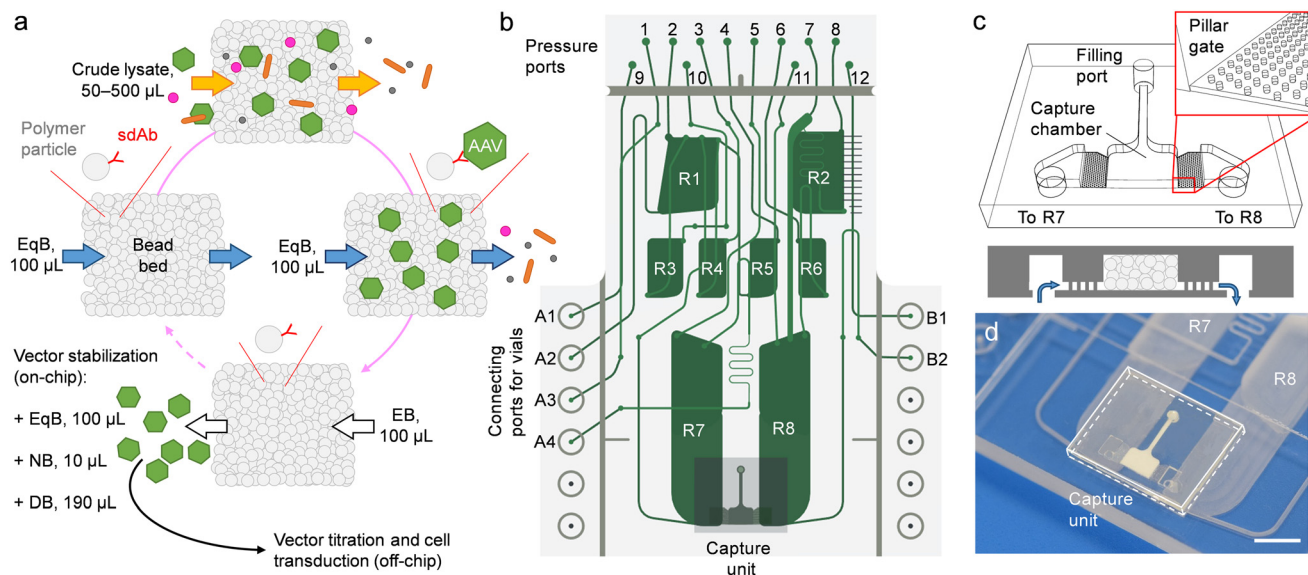 a
Crude lysate,
50–500 µL
Polymer
particle
sdAb
AAV
EqB,
100 µL
Bead
bed
EqB,
100 µL
Vector stabilization
(on-chip):
+ EqB, 100 µL
+ NB, 10 µL
+ DB, 190 µL
EB,
100 µL
Vector titration and cell
transduction (off-chip)
b
Pressure
ports
1
2
3
4
5
6
7
8
9
10
11
12
R1
R2
R3
R4
R5
R6
A1
A2
A3
A4
B1
B2
Connecting
ports for vials
R7
R8
Capture
unit
c
Pillar
gate
Filling
port
Capture
chamber
To R7
To R8
d
R7
R8
Capture
unit